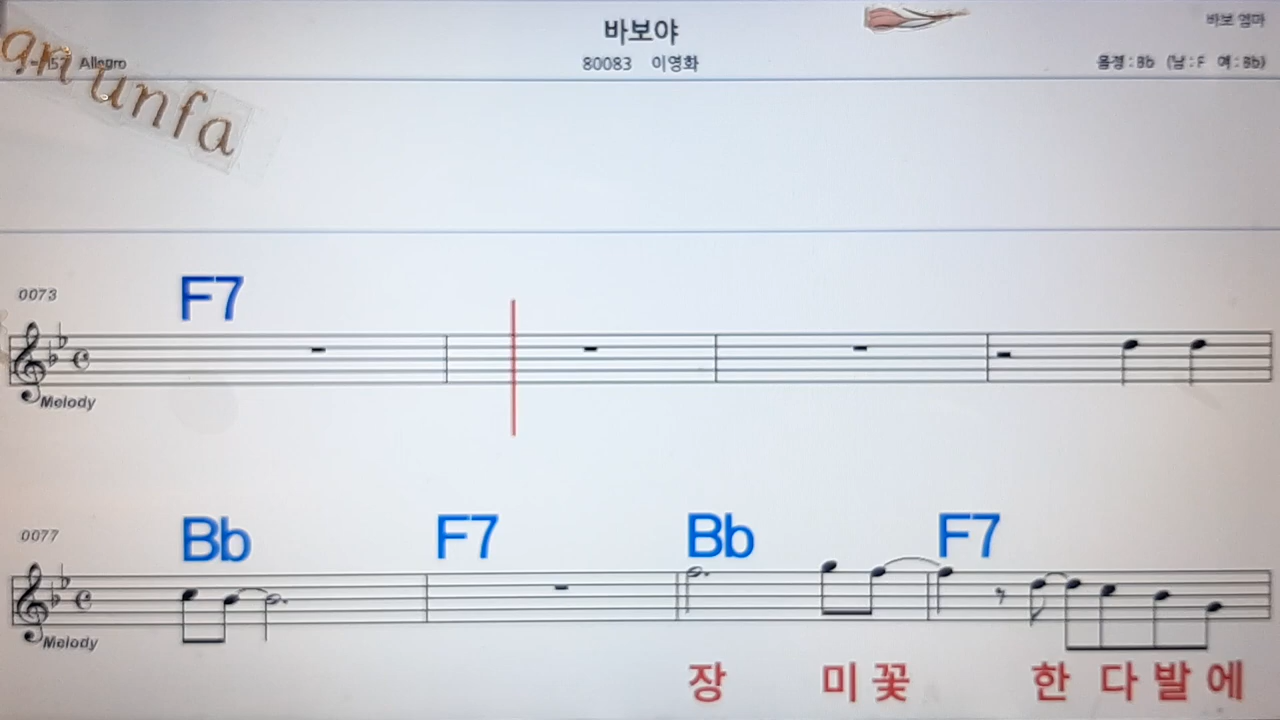 바보야
바보 엄마
80083 이영화
Allegro
음정 : Bb (남 : F 여 : Bb)
unfa
0073
F7
Melody
0077
Bb F7 Bb F7
Melody
장 미 꽃 한 다 발 에